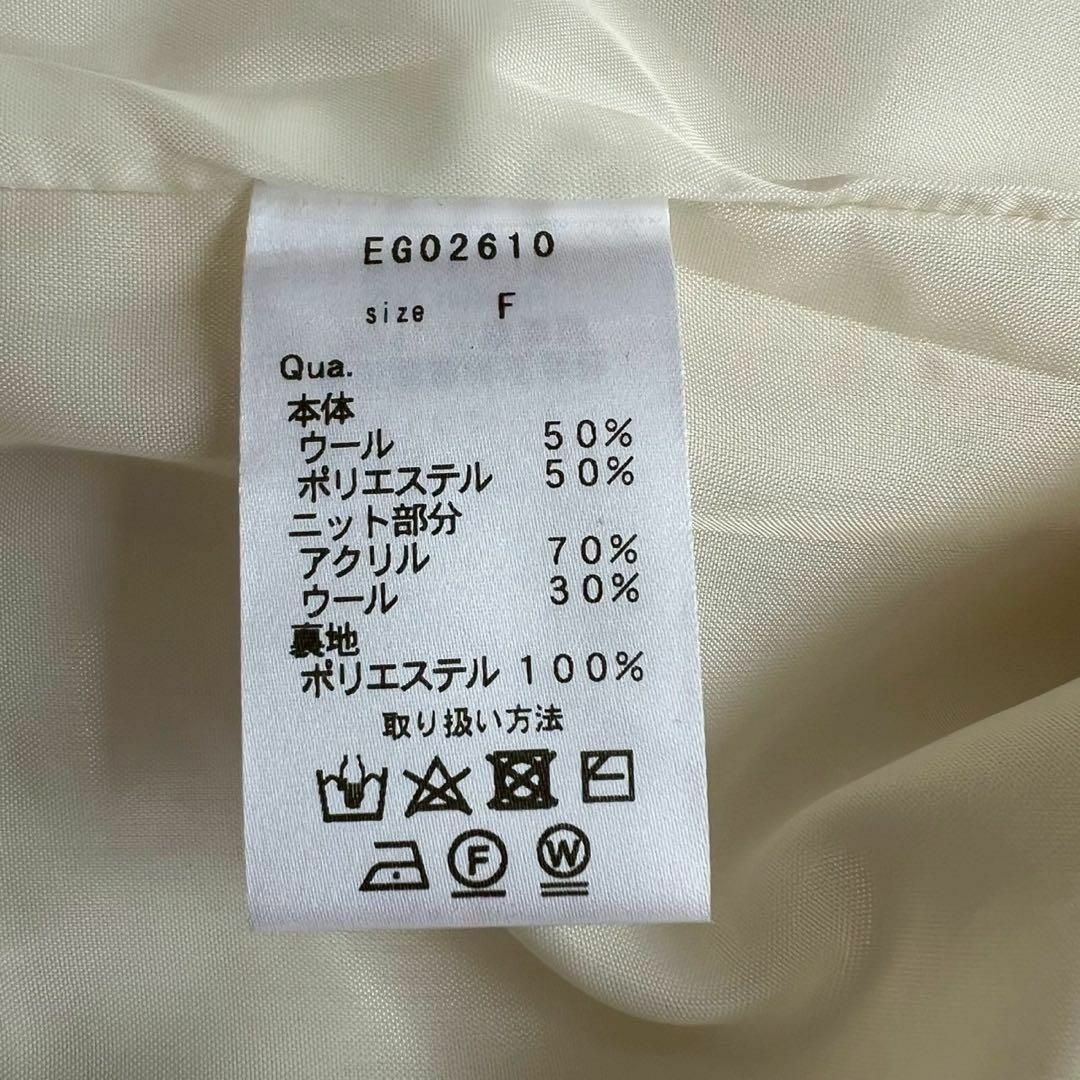 EG02610
size F
Qua.
本体
ウール 50%
ポリエステル 50%
ニット部分
アクリル 70%
ウール 30%
裏地
ポリエステル 100%
取り扱い方法
F W